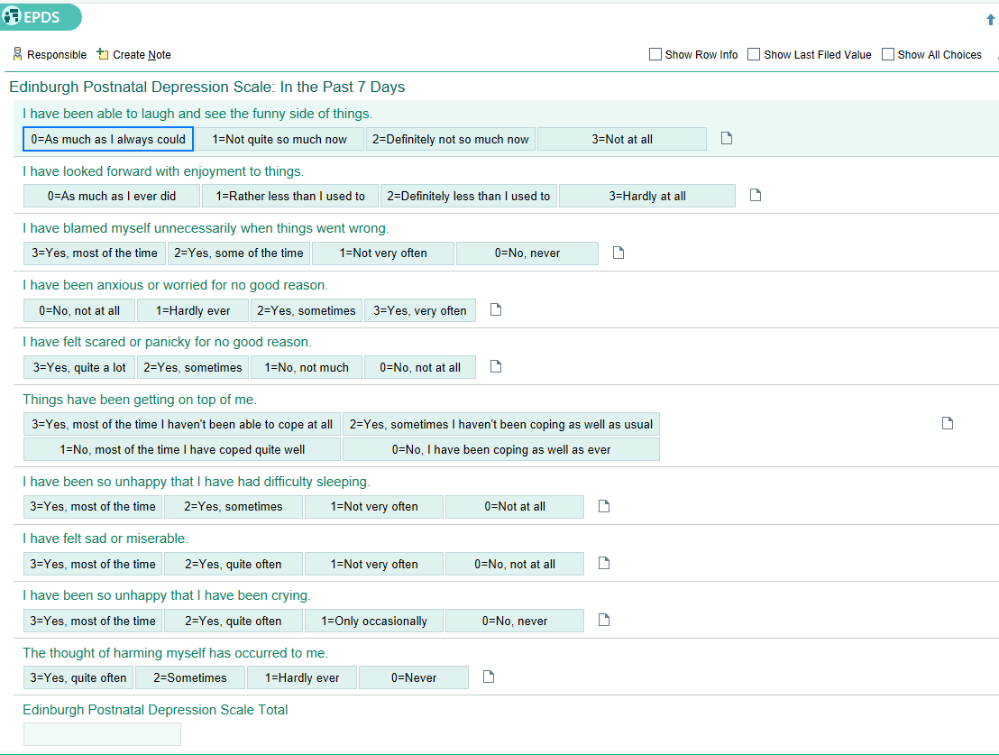 EPDS
Responsible Create Note Show Row Info Show Last Filed Value Show All Choices
Edinburgh Postnatal Depression Scale: In the Past 7 Days
I have been able to laugh and see the funny side of things.
0=As much as I always could 1=Not quite so much now 2=Definitely not so much now 3=Not at all
I have looked forward with enjoyment to things.
0=As much as I ever did 1=Rather less than I used to 2=Definitely less than I used to 3=Hardly at all
I have blamed myself unnecessarily when things went wrong.
3=Yes, most of the time 2=Yes, some of the time 1=Not very often 0=No, never
I have been anxious or worried for no good reason.
0=No, not at all 1=Hardly ever 2=Yes, sometimes 3=Yes, very often
I have felt scared or panicky for no good reason.
3=Yes, quite a lot 2=Yes, sometimes 1=No, not much 0=No, not at all
Things have been getting on top of me.
3=Yes, most of the time I haven't been able to cope at all 2=Yes, sometimes I haven't been coping as well as usual
1=No, most of the time I have coped quite well 0=No, I have been coping as well as ever
I have been so unhappy that I have had difficulty sleeping.
3=Yes, most of the time 2=Yes, sometimes 1=Not very often 0=Not at all
I have felt sad or miserable.
3=Yes, most of the time 2=Yes, quite often 1=Not very often 0=No, not at all
I have been so unhappy that I have been crying.
3=Yes, most of the time 2=Yes, quite often 1=Only occasionally 0=No, never
The thought of harming myself has occurred to me.
3=Yes, quite often 2=Sometimes 1=Hardly ever 0=Never
Edinburgh Postnatal Depression Scale Total